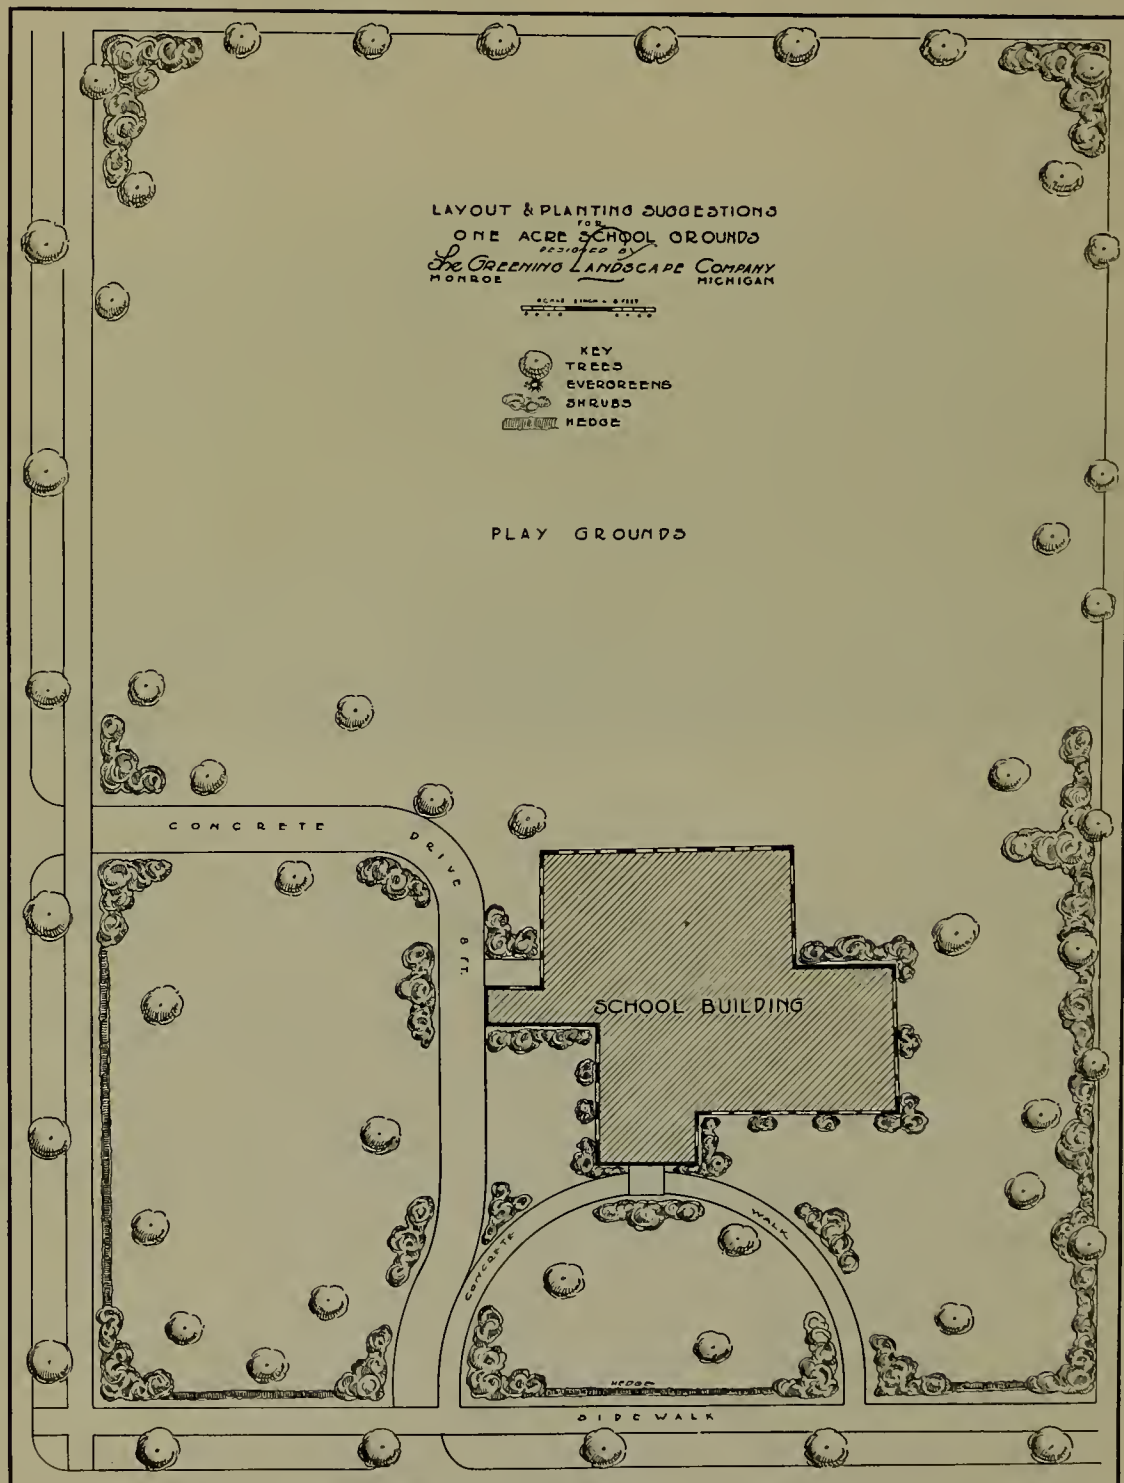 LAYOUT & PLANTING SUGGESTIONS
FOR
ONE ACRE SCHOOL GROUNDS
DESIGNED BY
The GREENING LANDSCAPE COMPANY
MONROE MICHIGAN
KEY
TREES
EVERGREENS
SHRUBS
HEDGE
PLAY GROUNDS
CONCRETE DRIVE 8 FT.
SCHOOL BUILDING
CONCRETE WALK
HEDGE
SIDEWALK